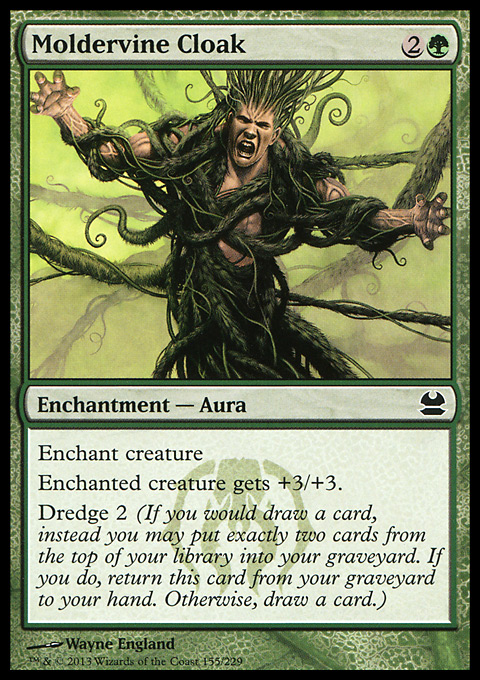 Moldervine Cloak 2
Enchantment — Aura
Enchant creature
Enchanted creature gets +3/+3.
Dredge 2 (If you would draw a card,
instead you may put exactly two cards from
the top of your library into your graveyard. If
you do, return this card from your graveyard
to your hand. Otherwise, draw a card.)
Wayne England
™ & © 2013 Wizards of the Coast 155/229